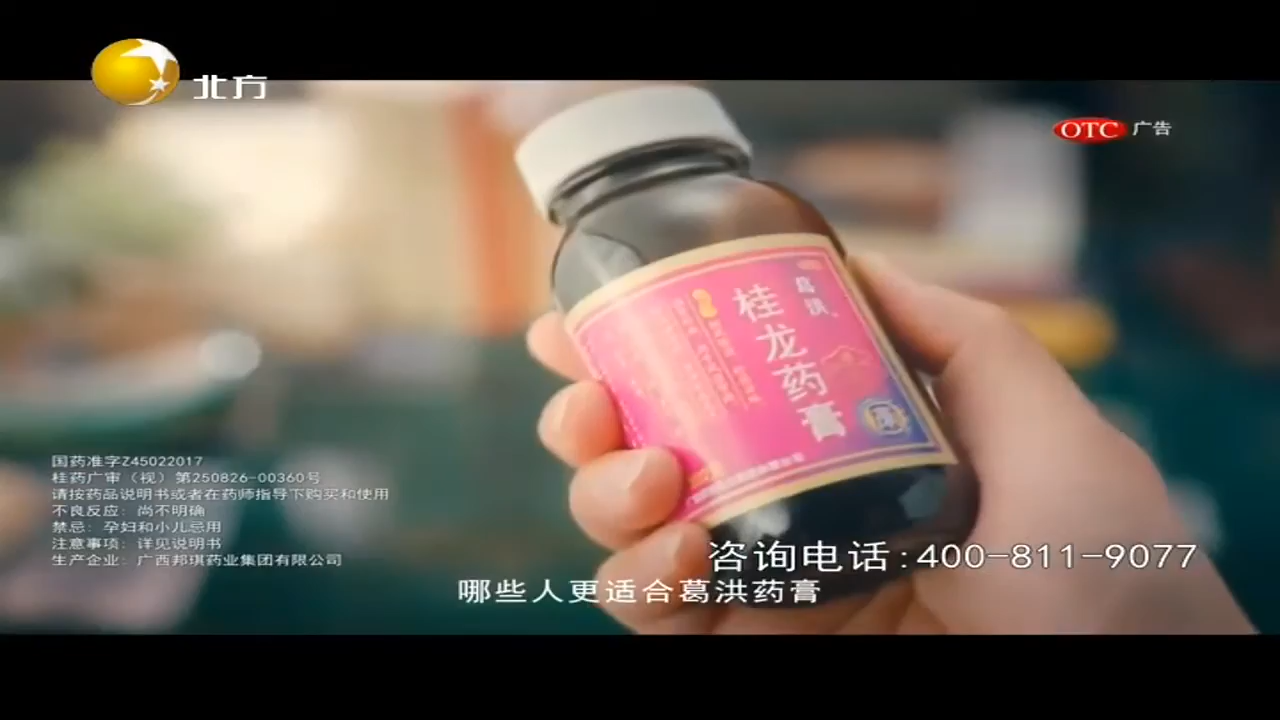 北方
OTC 广告
葛洪
桂龙药膏
国药准字Z45022017
桂药广审（视）第250826-00360号
请按药品说明书或者在药师指导下购买和使用
不良反应：尚不明确
禁忌：孕妇和小儿忌用
注意事项：详见说明书
生产企业：广西邦琪药业集团有限公司
咨询电话:400-811-9077
哪些人更适合葛洪药膏